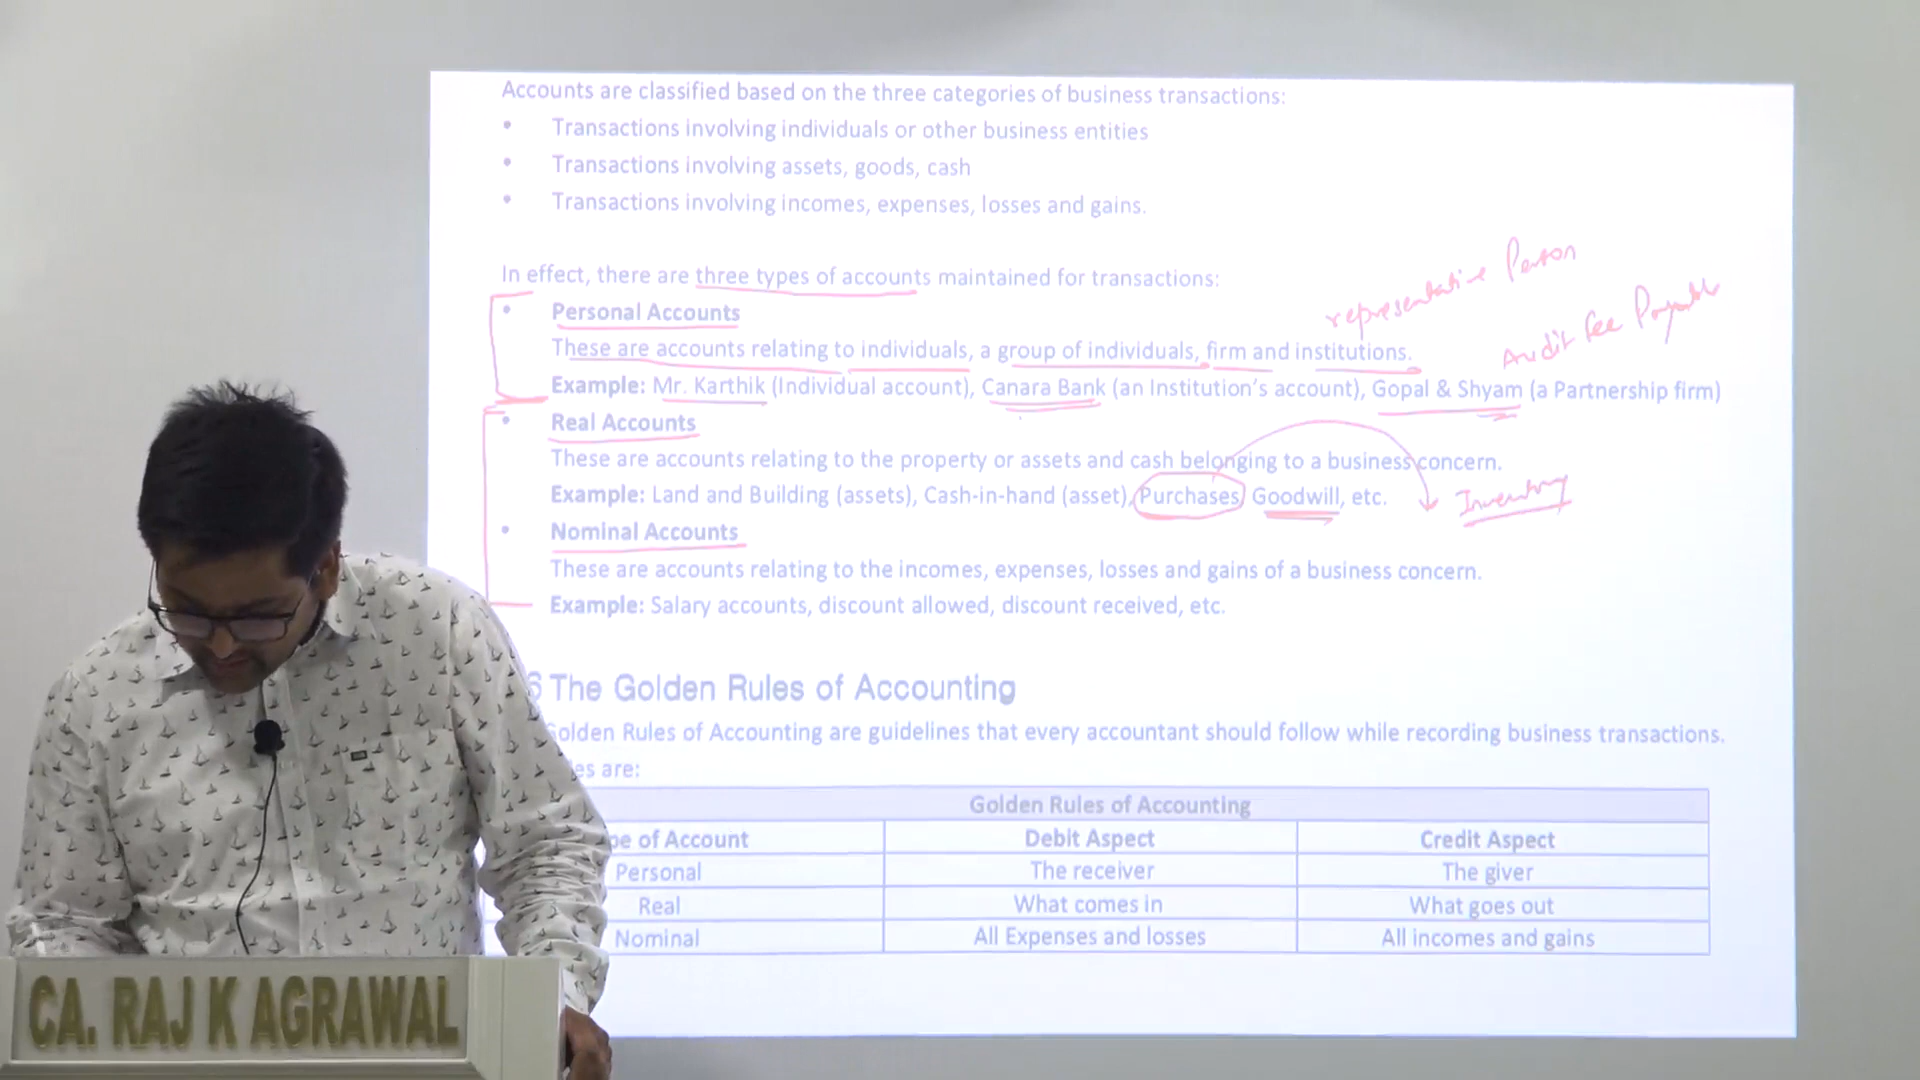 Accounts are classified based on the three categories of business transactions:
• Transactions involving individuals or other business entities
• Transactions involving assets, goods, cash
• Transactions involving incomes, expenses, losses and gains.
In effect, there are three types of accounts maintained for transactions:
representative Person
• Personal Accounts
Audit fee Payable
These are accounts relating to individuals, a group of individuals, firm and institutions.
Example: Mr. Karthik (Individual account), Canara Bank (an Institution's account), Gopal & Shyam (a Partnership firm)
• Real Accounts
These are accounts relating to the property or assets and cash belonging to a business concern.
Example: Land and Building (assets), Cash-in-hand (asset), Purchases Goodwill, etc.
Inventory
• Nominal Accounts
These are accounts relating to the incomes, expenses, losses and gains of a business concern.
Example: Salary accounts, discount allowed, discount received, etc.
6 The Golden Rules of Accounting
Golden Rules of Accounting are guidelines that every accountant should follow while recording business transactions.
es are:
Golden Rules of Accounting
pe of Account Debit Aspect Credit Aspect
Personal The receiver The giver
Real What comes in What goes out
Nominal All Expenses and losses All incomes and gains
CA. RAJ K AGRAWAL